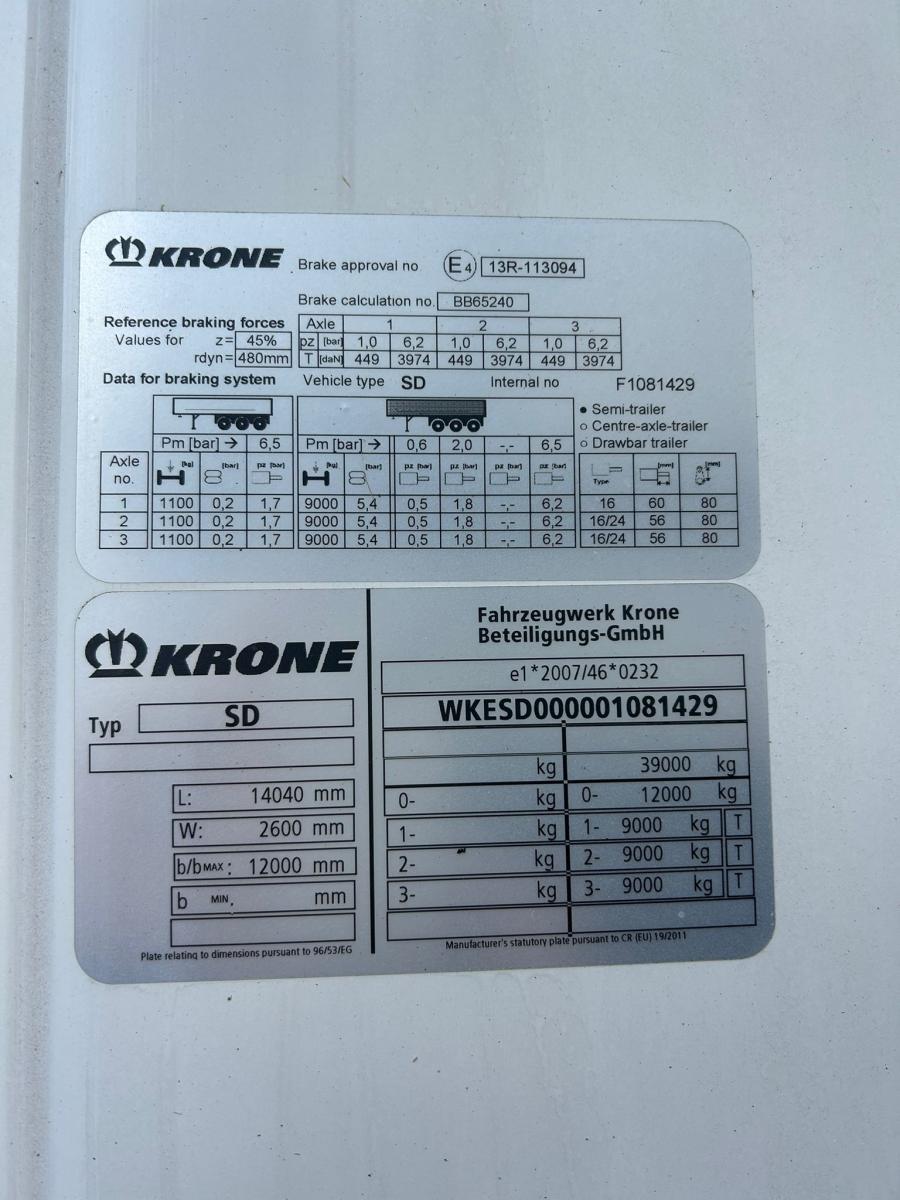 KRONE
Brake approval no E4 13R-113094
Brake calculation no. BB65240
Reference braking forces
Values for z= 45%
rdyn= 480mm
Axle 1 2 3
pz [bar] 1,0 6,2 1,0 6,2 1,0 6,2
T [daN] 449 3974 449 3974 449 3974
Data for braking system Vehicle type SD Internal no F1081429
• Semi-trailer
○ Centre-axle-trailer
○ Drawbar trailer
Pm [bar] → 6,5 Pm [bar] → 0,6 2,0 -,- 6,5
Axle no. [kg] [bar] pz [bar] [kg] [bar] pz [bar] pz [bar] pz [bar] pz [bar] Type [mm] [mm]
1 1100 0,2 1,7 9000 5,4 0,5 1,8 -,- 6,2 16 60 80
2 1100 0,2 1,7 9000 5,4 0,5 1,8 -,- 6,2 16/24 56 80
3 1100 0,2 1,7 9000 5,4 0,5 1,8 -,- 6,2 16/24 56 80
KRONE
Typ SD
L: 14040 mm
W: 2600 mm
b/bMAX: 12000 mm
b MIN. mm
Plate relating to dimensions pursuant to 96/53/EG
Fahrzeugwerk Krone
Beteiligungs-GmbH
e1*2007/46*0232
WKESD000001081429
kg 39000 kg
0- kg 0- 12000 kg
1- kg 1- 9000 kg T
2- kg 2- 9000 kg T
3- kg 3- 9000 kg T
Manufacturer's statutory plate pursuant to CR (EU) 19/2011